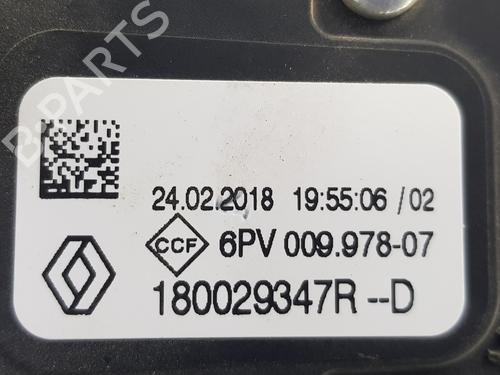 B-PARTS
24.02.2018 19:55:06 /02
CCF 6PV 009.978-07
180029347R --D